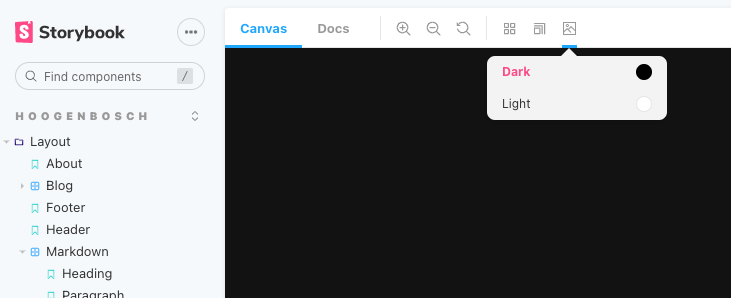 Storybook
Canvas
Docs
Find components
/
HOOGENBOSCH
Layout
About
Blog
Footer
Header
Markdown
Heading
Paragraph
Dark
Light